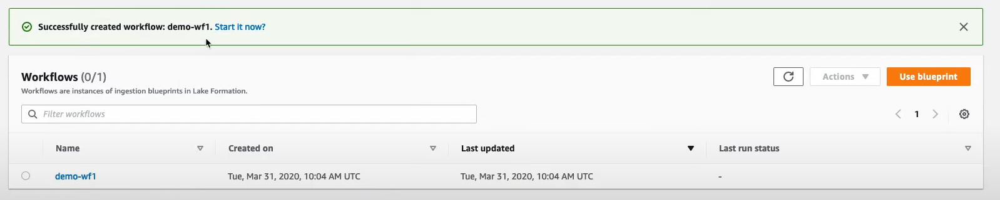 Successfully created workflow: demo-wf1. Start it now?
Workflows (0/1)
Actions
Use blueprint
Workflows are instances of ingestion blueprints in Lake Formation.
Filter workflows
1
Name
Created on
Last updated
Last run status
demo-wf1
Tue, Mar 31, 2020, 10:04 AM UTC
Tue, Mar 31, 2020, 10:04 AM UTC
-